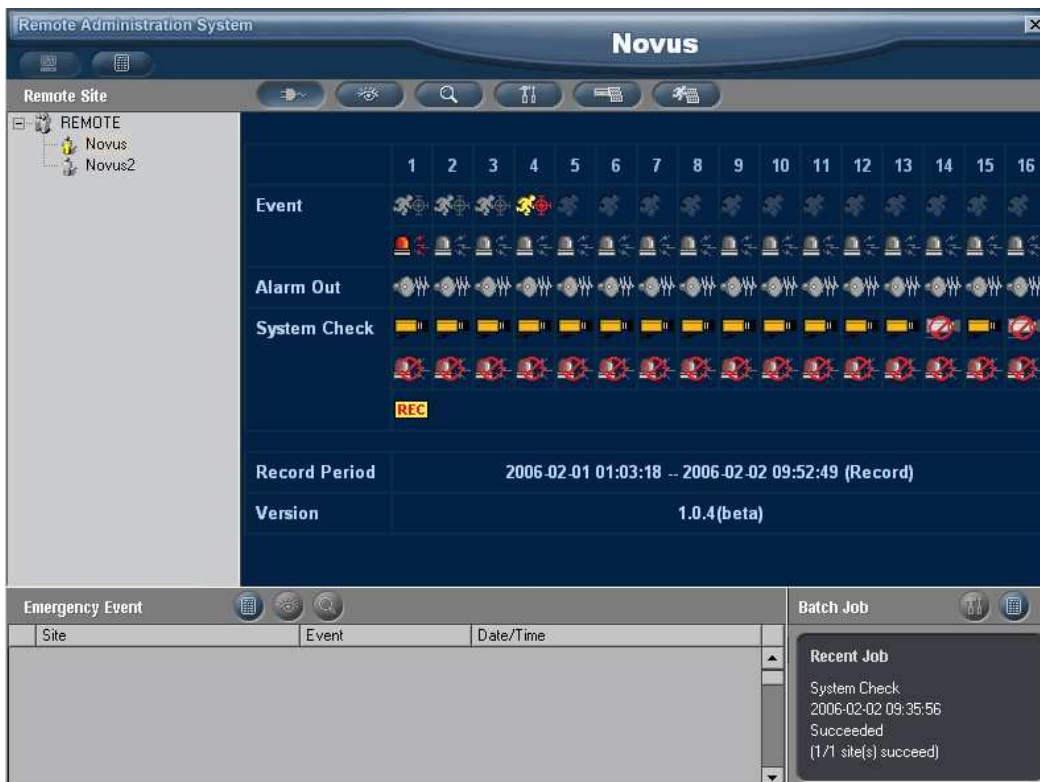 Remote Administration System
Novus
Remote Site
REMOTE
Novus
Novus2
1 2 3 4 5 6 7 8 9 10 11 12 13 14 15 16
Event
Alarm Out
System Check
REC
Record Period 2006-02-01 01:03:18 -- 2006-02-02 09:52:49 (Record)
Version 1.0.4(beta)
Emergency Event
Site Event Date/Time
Batch Job
Recent Job
System Check
2006-02-02 09:35:56
Succeeded
(1/1 site(s) succeed)